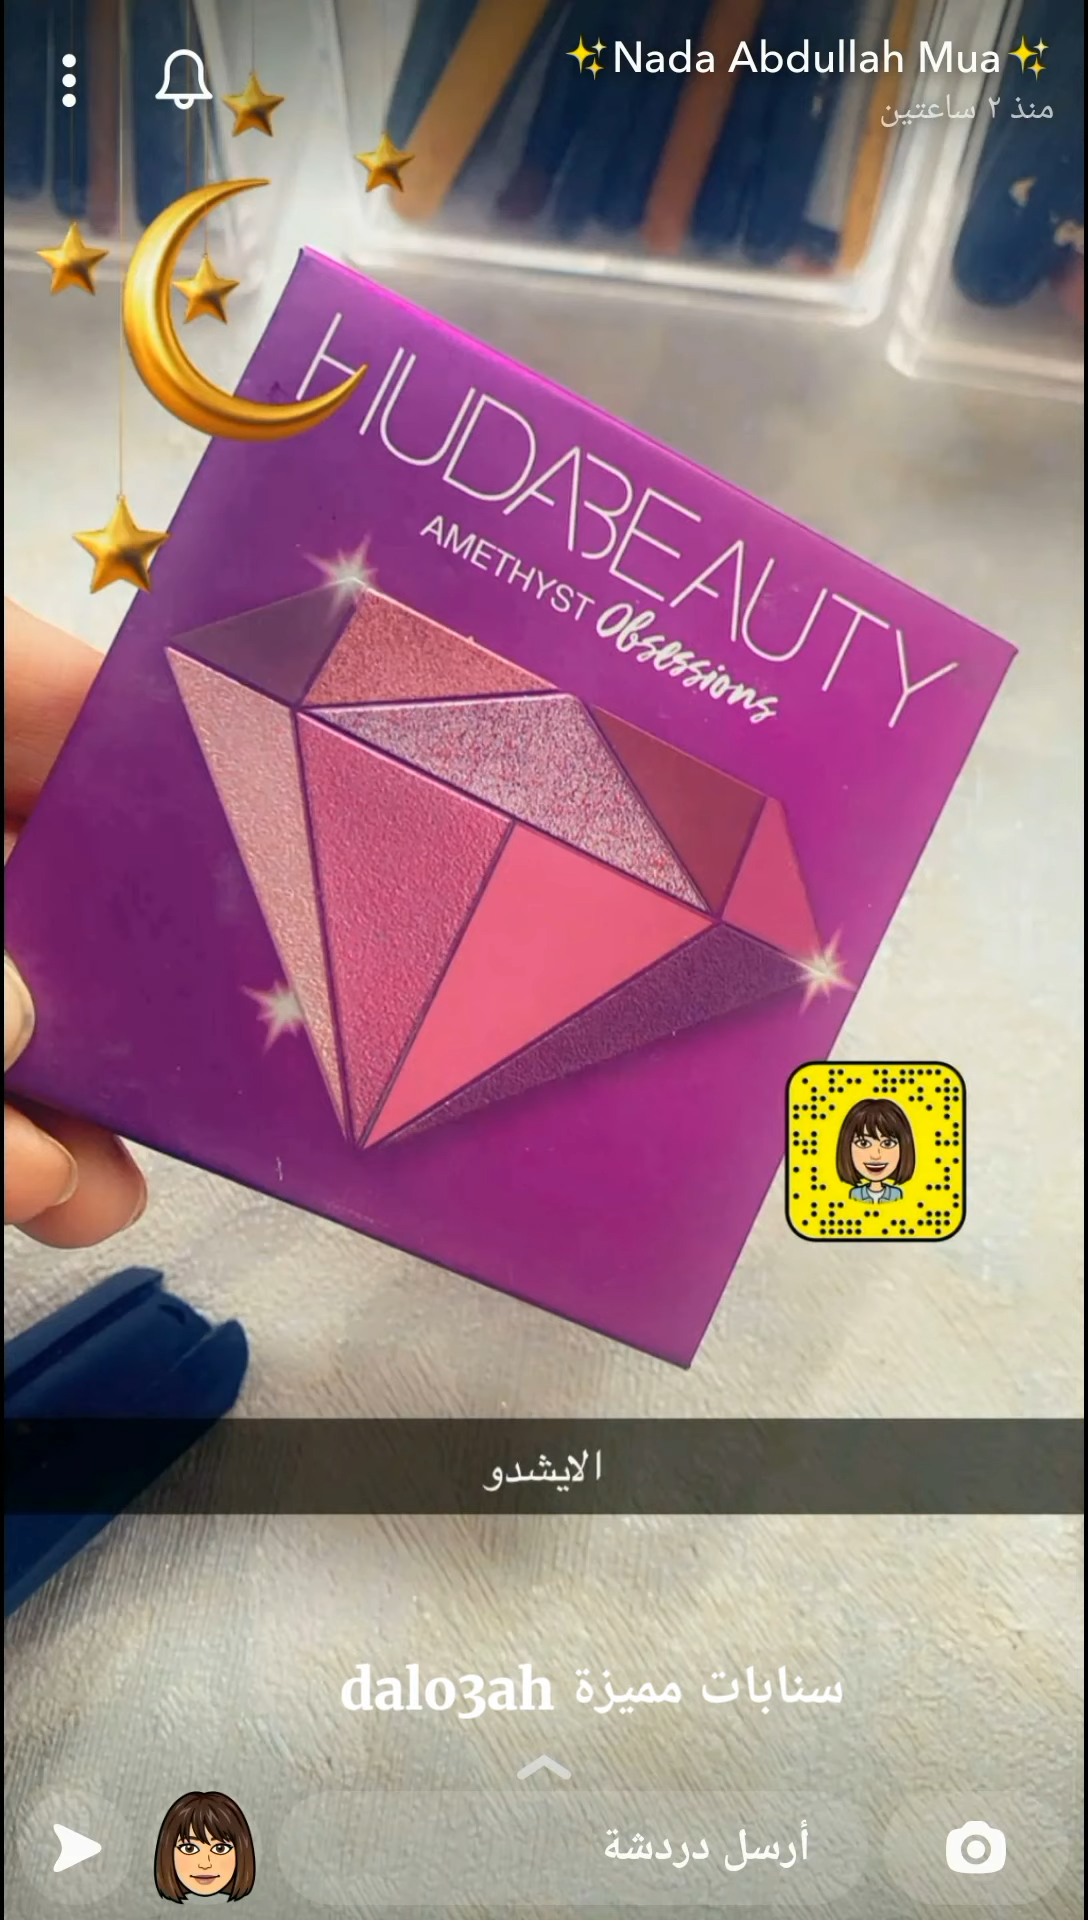 ✨Nada Abdullah Mua✨
منذ ٢ ساعتين
HUDABEAUTY
AMETHYST Obsessions
الايشدو
سنابات مميزة dalo3ah
أرسل دردشة